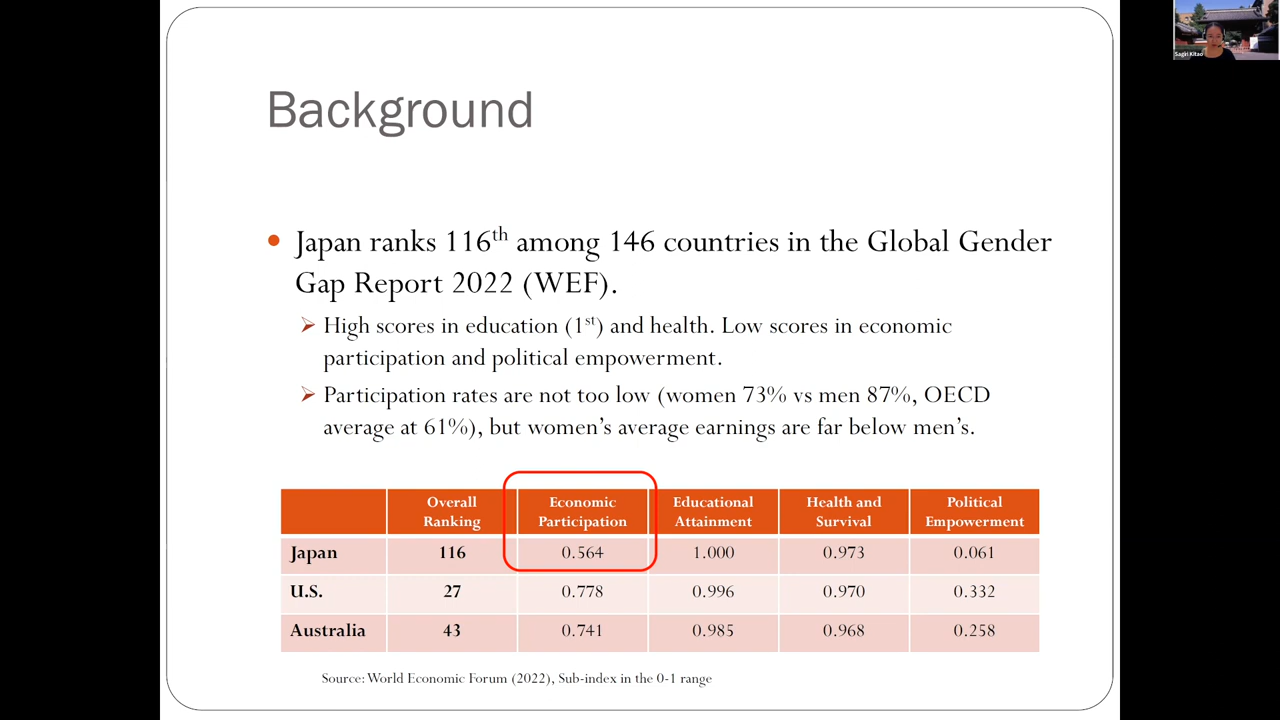 Sagiri Kitao
Background
• Japan ranks 116th among 146 countries in the Global Gender
Gap Report 2022 (WEF).
➢ High scores in education (1st) and health. Low scores in economic
participation and political empowerment.
➢ Participation rates are not too low (women 73% vs men 87%, OECD
average at 61%), but women’s average earnings are far below men’s.
Overall Ranking Economic Participation Educational Attainment Health and Survival Political Empowerment
Japan 116 0.564 1.000 0.973 0.061
U.S. 27 0.778 0.996 0.970 0.332
Australia 43 0.741 0.985 0.968 0.258
Source: World Economic Forum (2022), Sub-index in the 0-1 range